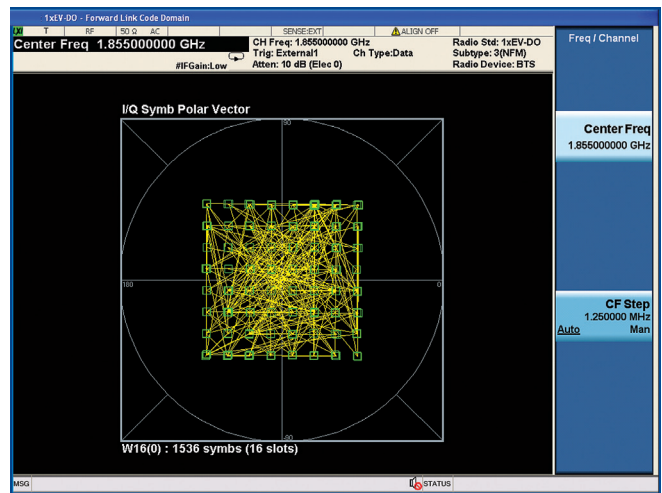 1xEV-DO - Forward Link Code Domain
LXI T RF 50 Ω AC SENSE:EXT ALIGN OFF
Center Freq 1.855000000 GHz
#IFGain:Low
CH Freq: 1.855000000 GHz
Trig: External1 Ch Type:Data
Atten: 10 dB (Elec 0)
Radio Std: 1xEV-DO
Subtype: 3(NFM)
Radio Device: BTS
Freq / Channel
I/Q Symb Polar Vector
90
180
0
-90
W16(0) : 1536 symbs (16 slots)
Center Freq
1.855000000 GHz
CF Step
1.250000 MHz
Auto Man
MSG
STATUS